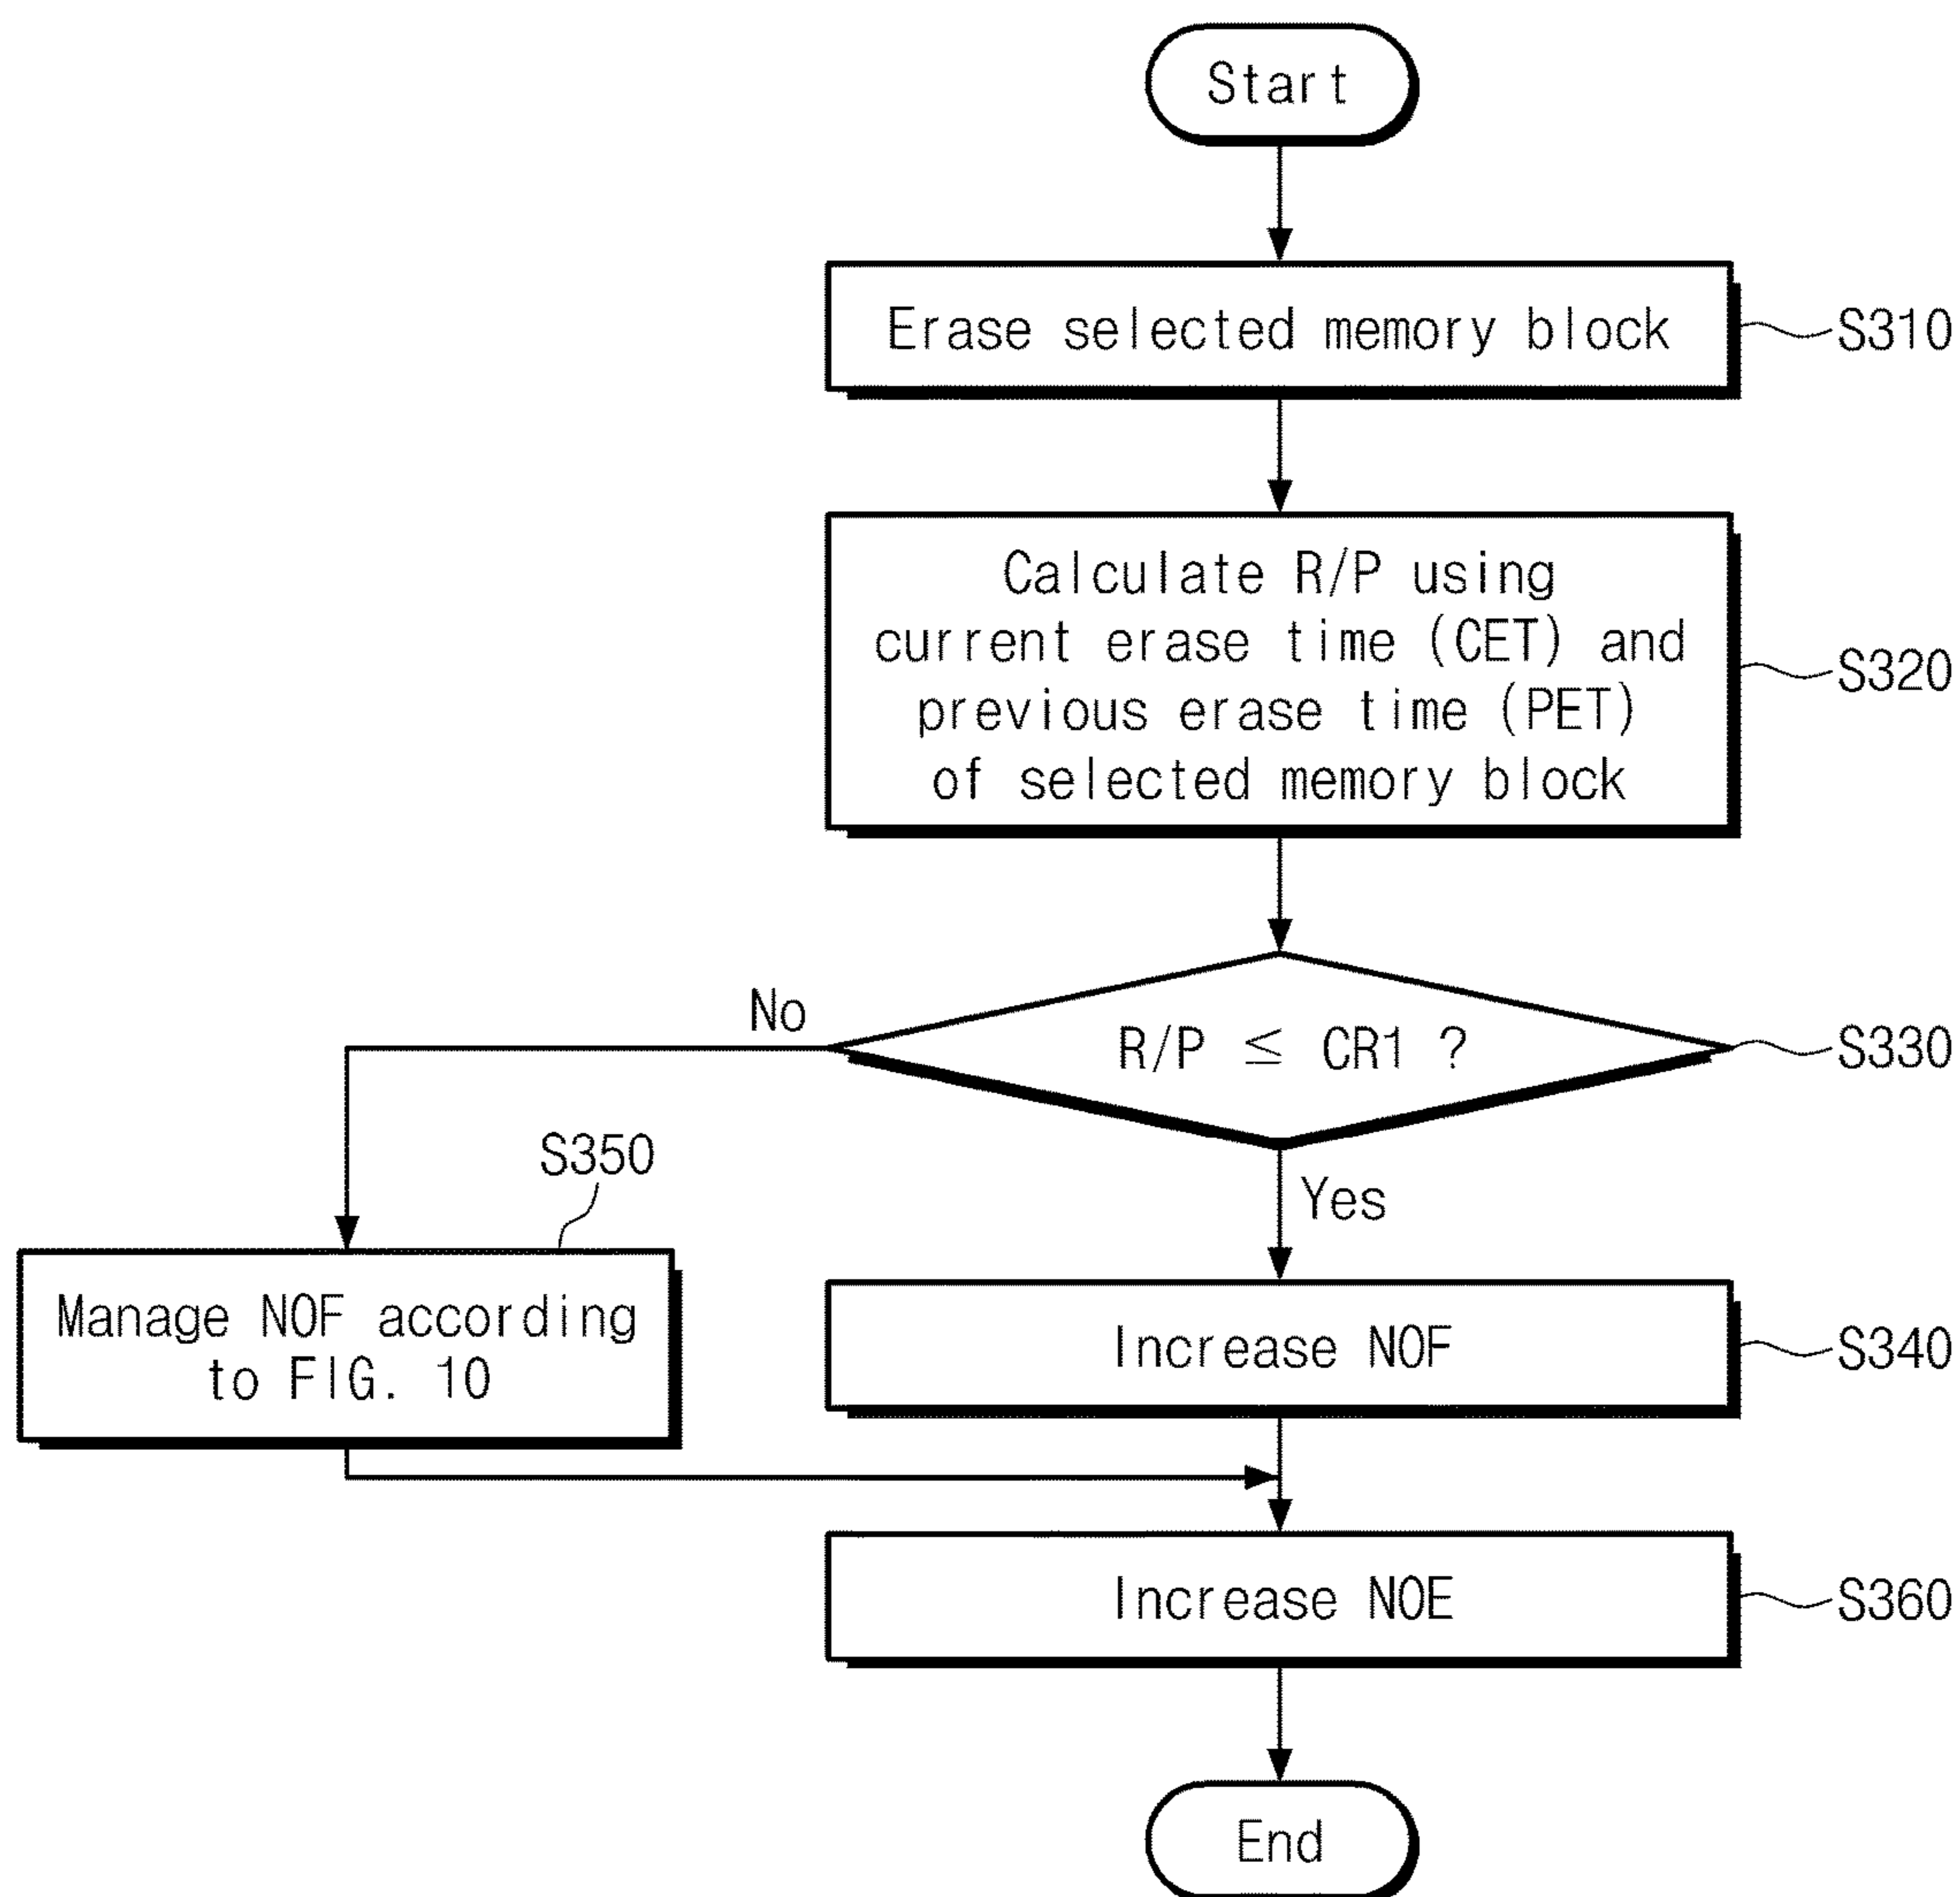 Start
Erase selected memory block
S310
Calculate R/P using
current erase time (CET) and
previous erase time (PET)
of selected memory block
S320
No
R/P ≤ CR1 ?
S330
S350
Yes
Manage NOF according
to FIG. 10
Increase NOF
S340
Increase NOE
S360
End